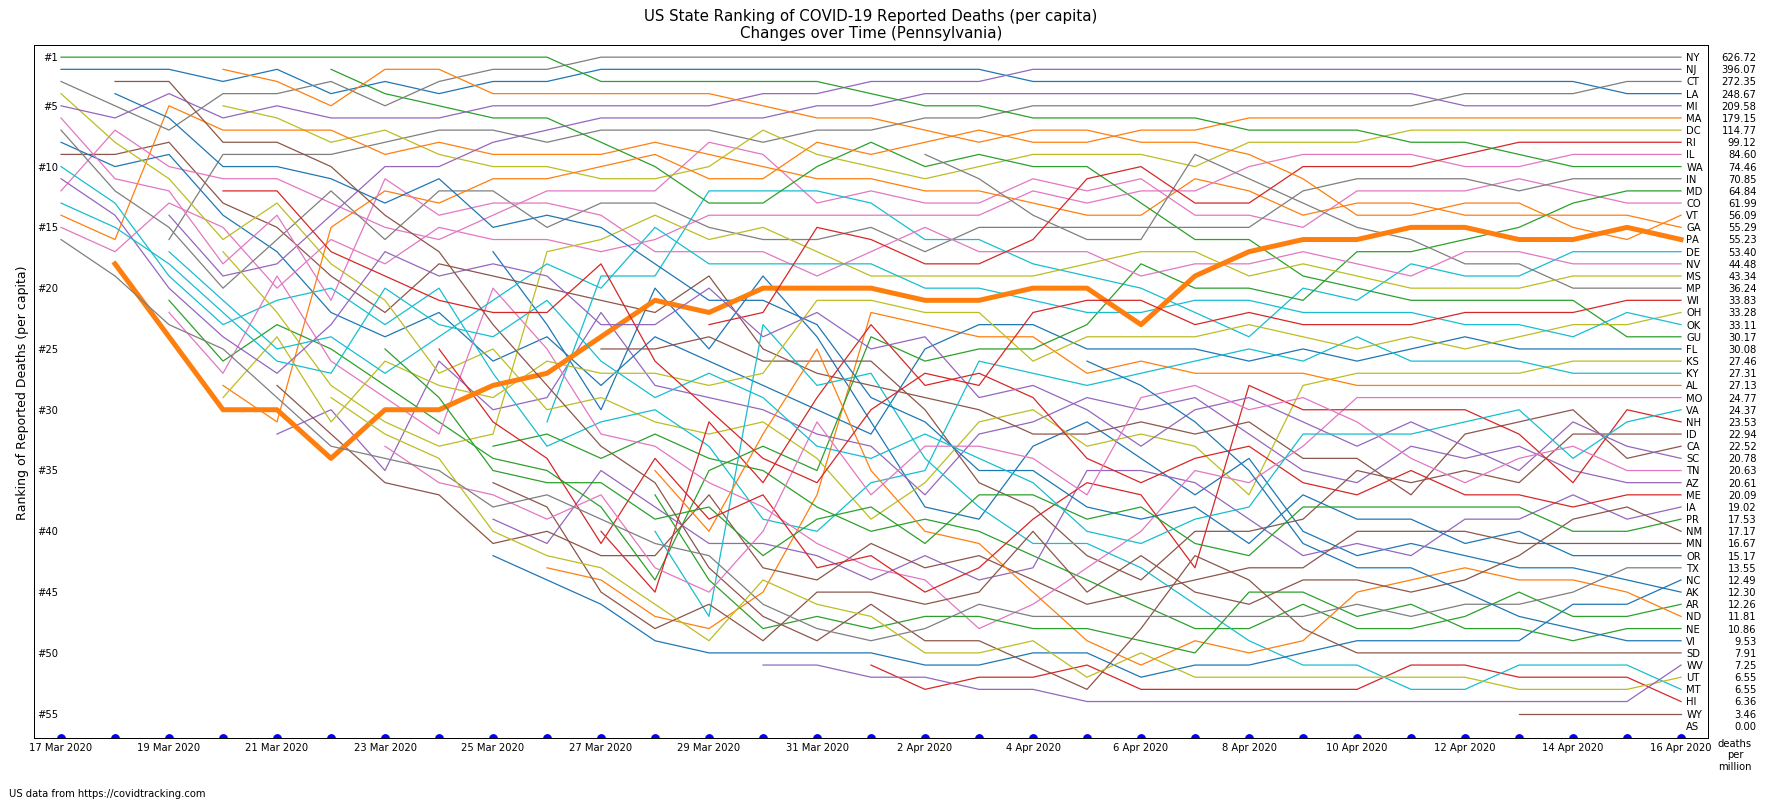 US State Ranking of COVID-19 Reported Deaths (per capita)
Changes over Time (Pennsylvania)
Ranking of Reported Deaths (per capita)
#1
#5
#10
#15
#20
#25
#30
#35
#40
#45
#50
#55
NY 626.72
NJ 396.07
CT 272.35
LA 248.67
MI 209.58
MA 179.15
DC 114.77
RI 99.12
IL 84.60
WA 74.46
IN 70.85
MD 64.84
CO 61.99
VT 56.09
GA 55.29
PA 55.23
DE 53.40
NV 44.48
MS 43.34
MP 36.24
WI 33.83
OH 33.28
OK 33.11
GU 30.17
FL 30.08
KS 27.46
KY 27.31
AL 27.13
MO 24.77
VA 24.37
NH 23.53
ID 22.94
CA 22.52
SC 20.78
TN 20.63
AZ 20.61
ME 20.09
IA 19.02
PR 17.53
NM 17.17
MN 16.67
OR 15.17
TX 13.55
NC 12.49
AK 12.30
AR 12.26
ND 11.81
NE 10.86
VI 9.53
SD 7.91
WV 7.25
UT 6.55
MT 6.55
HI 6.36
WY 3.46
AS 0.00
17 Mar 2020 19 Mar 2020 21 Mar 2020 23 Mar 2020 25 Mar 2020 27 Mar 2020 29 Mar 2020 31 Mar 2020 2 Apr 2020 4 Apr 2020 6 Apr 2020 8 Apr 2020 10 Apr 2020 12 Apr 2020 14 Apr 2020 16 Apr 2020
deaths
per
million
US data from https://covidtracking.com